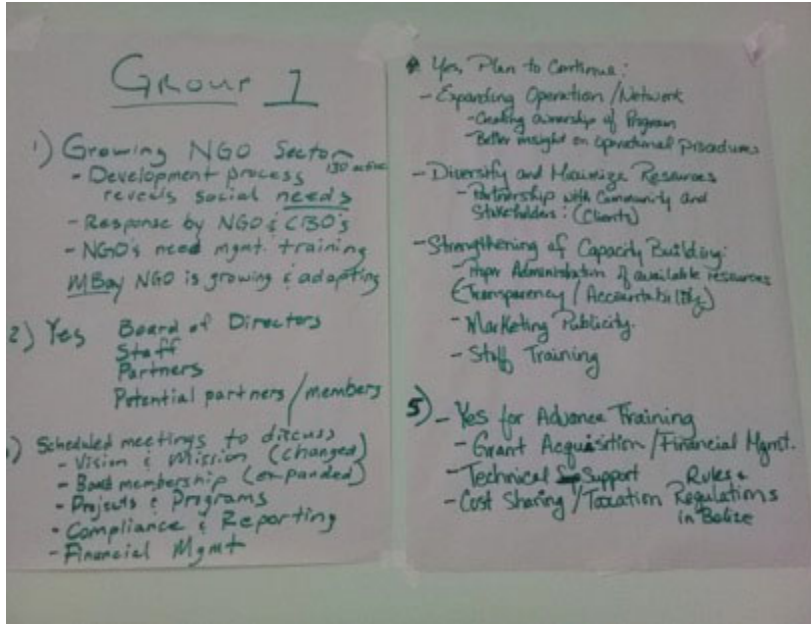 Group 1
1) Growing NGO Sector
130 active
- Development process
reveals social needs
- Response by NGO & CBO's
- NGO's need mgmt. training
MBay NGO is growing & adapting
2) Yes Board of Directors
Staff
Partners
Potential partners / members
) Scheduled meetings to discuss
- Vision & Mission (changed)
- Board membership (expanded)
- Projects & Programs
- Compliance & Reporting
- Financial Mgmt
Yes, Plan to Continue:
- Expanding Operation / Network
- Creating ownership of Program
- Better insight on operational procedures
- Diversify and Maximize Resources
- Partnership with Community and
Stakeholders: (Clients)
- Strengthening of Capacity Building:
- Proper Administration of available resources
(Transparency / Accountability)
- Marketing Publicity.
- Staff Training
5) - Yes for Advance Training
- Grant Acquisition / Financial Mgmt.
- Technical Support
- Cost Sharing / Taxation Rules &
Regulations
in Belize